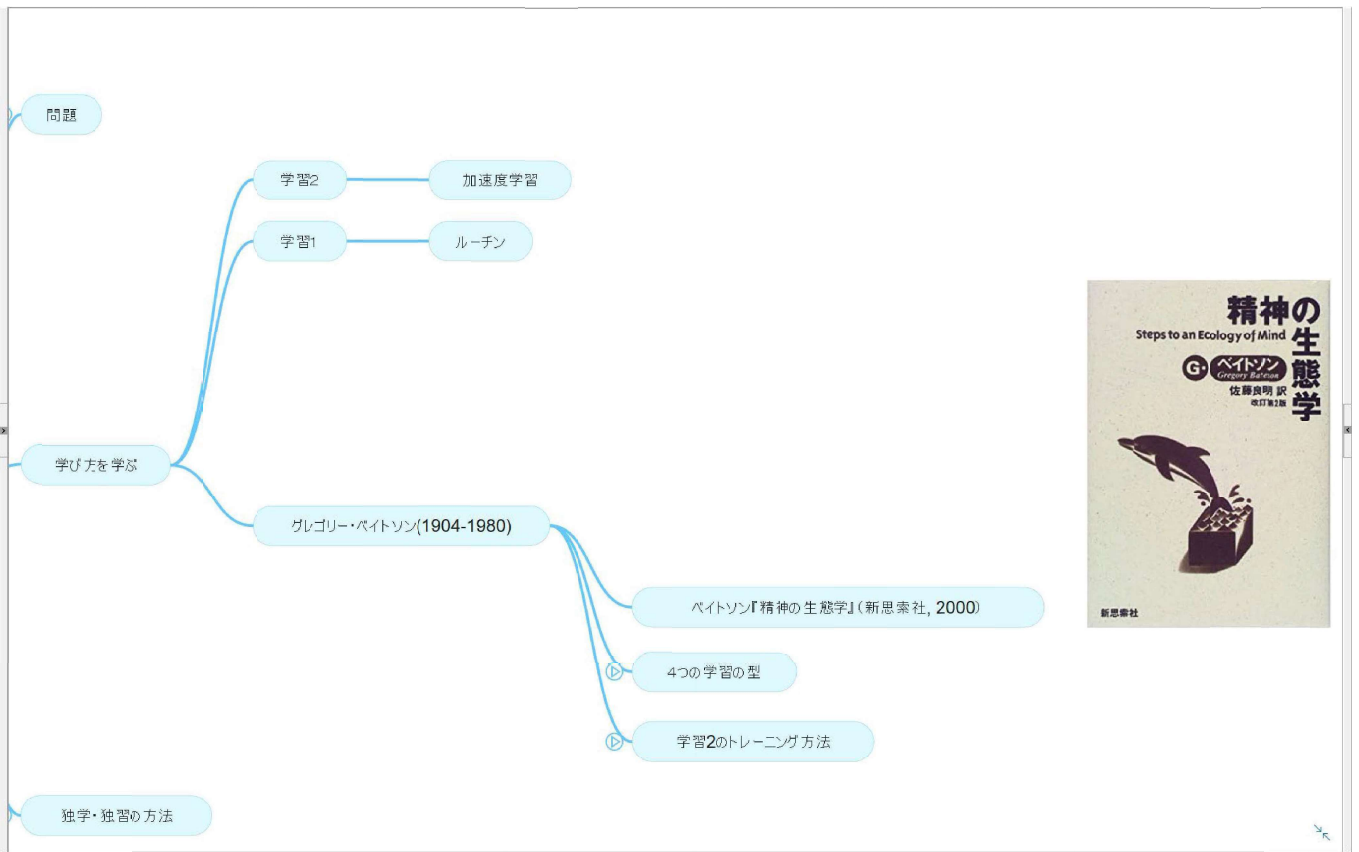 問題
学習2
加速度学習
学習1
ルーチン
学び方を学ぶ
グレゴリー・ベイトソン(1904-1980)
ベイトソン『精神の生態学』(新思索社, 2000)
4つの学習の型
学習2のトレーニング方法
独学・独習の方法
精神の生態学
Steps to an Ecology of Mind
G・ベイトソン
Gregory Bateson
佐藤良明 訳
改訂第2版
新思索社